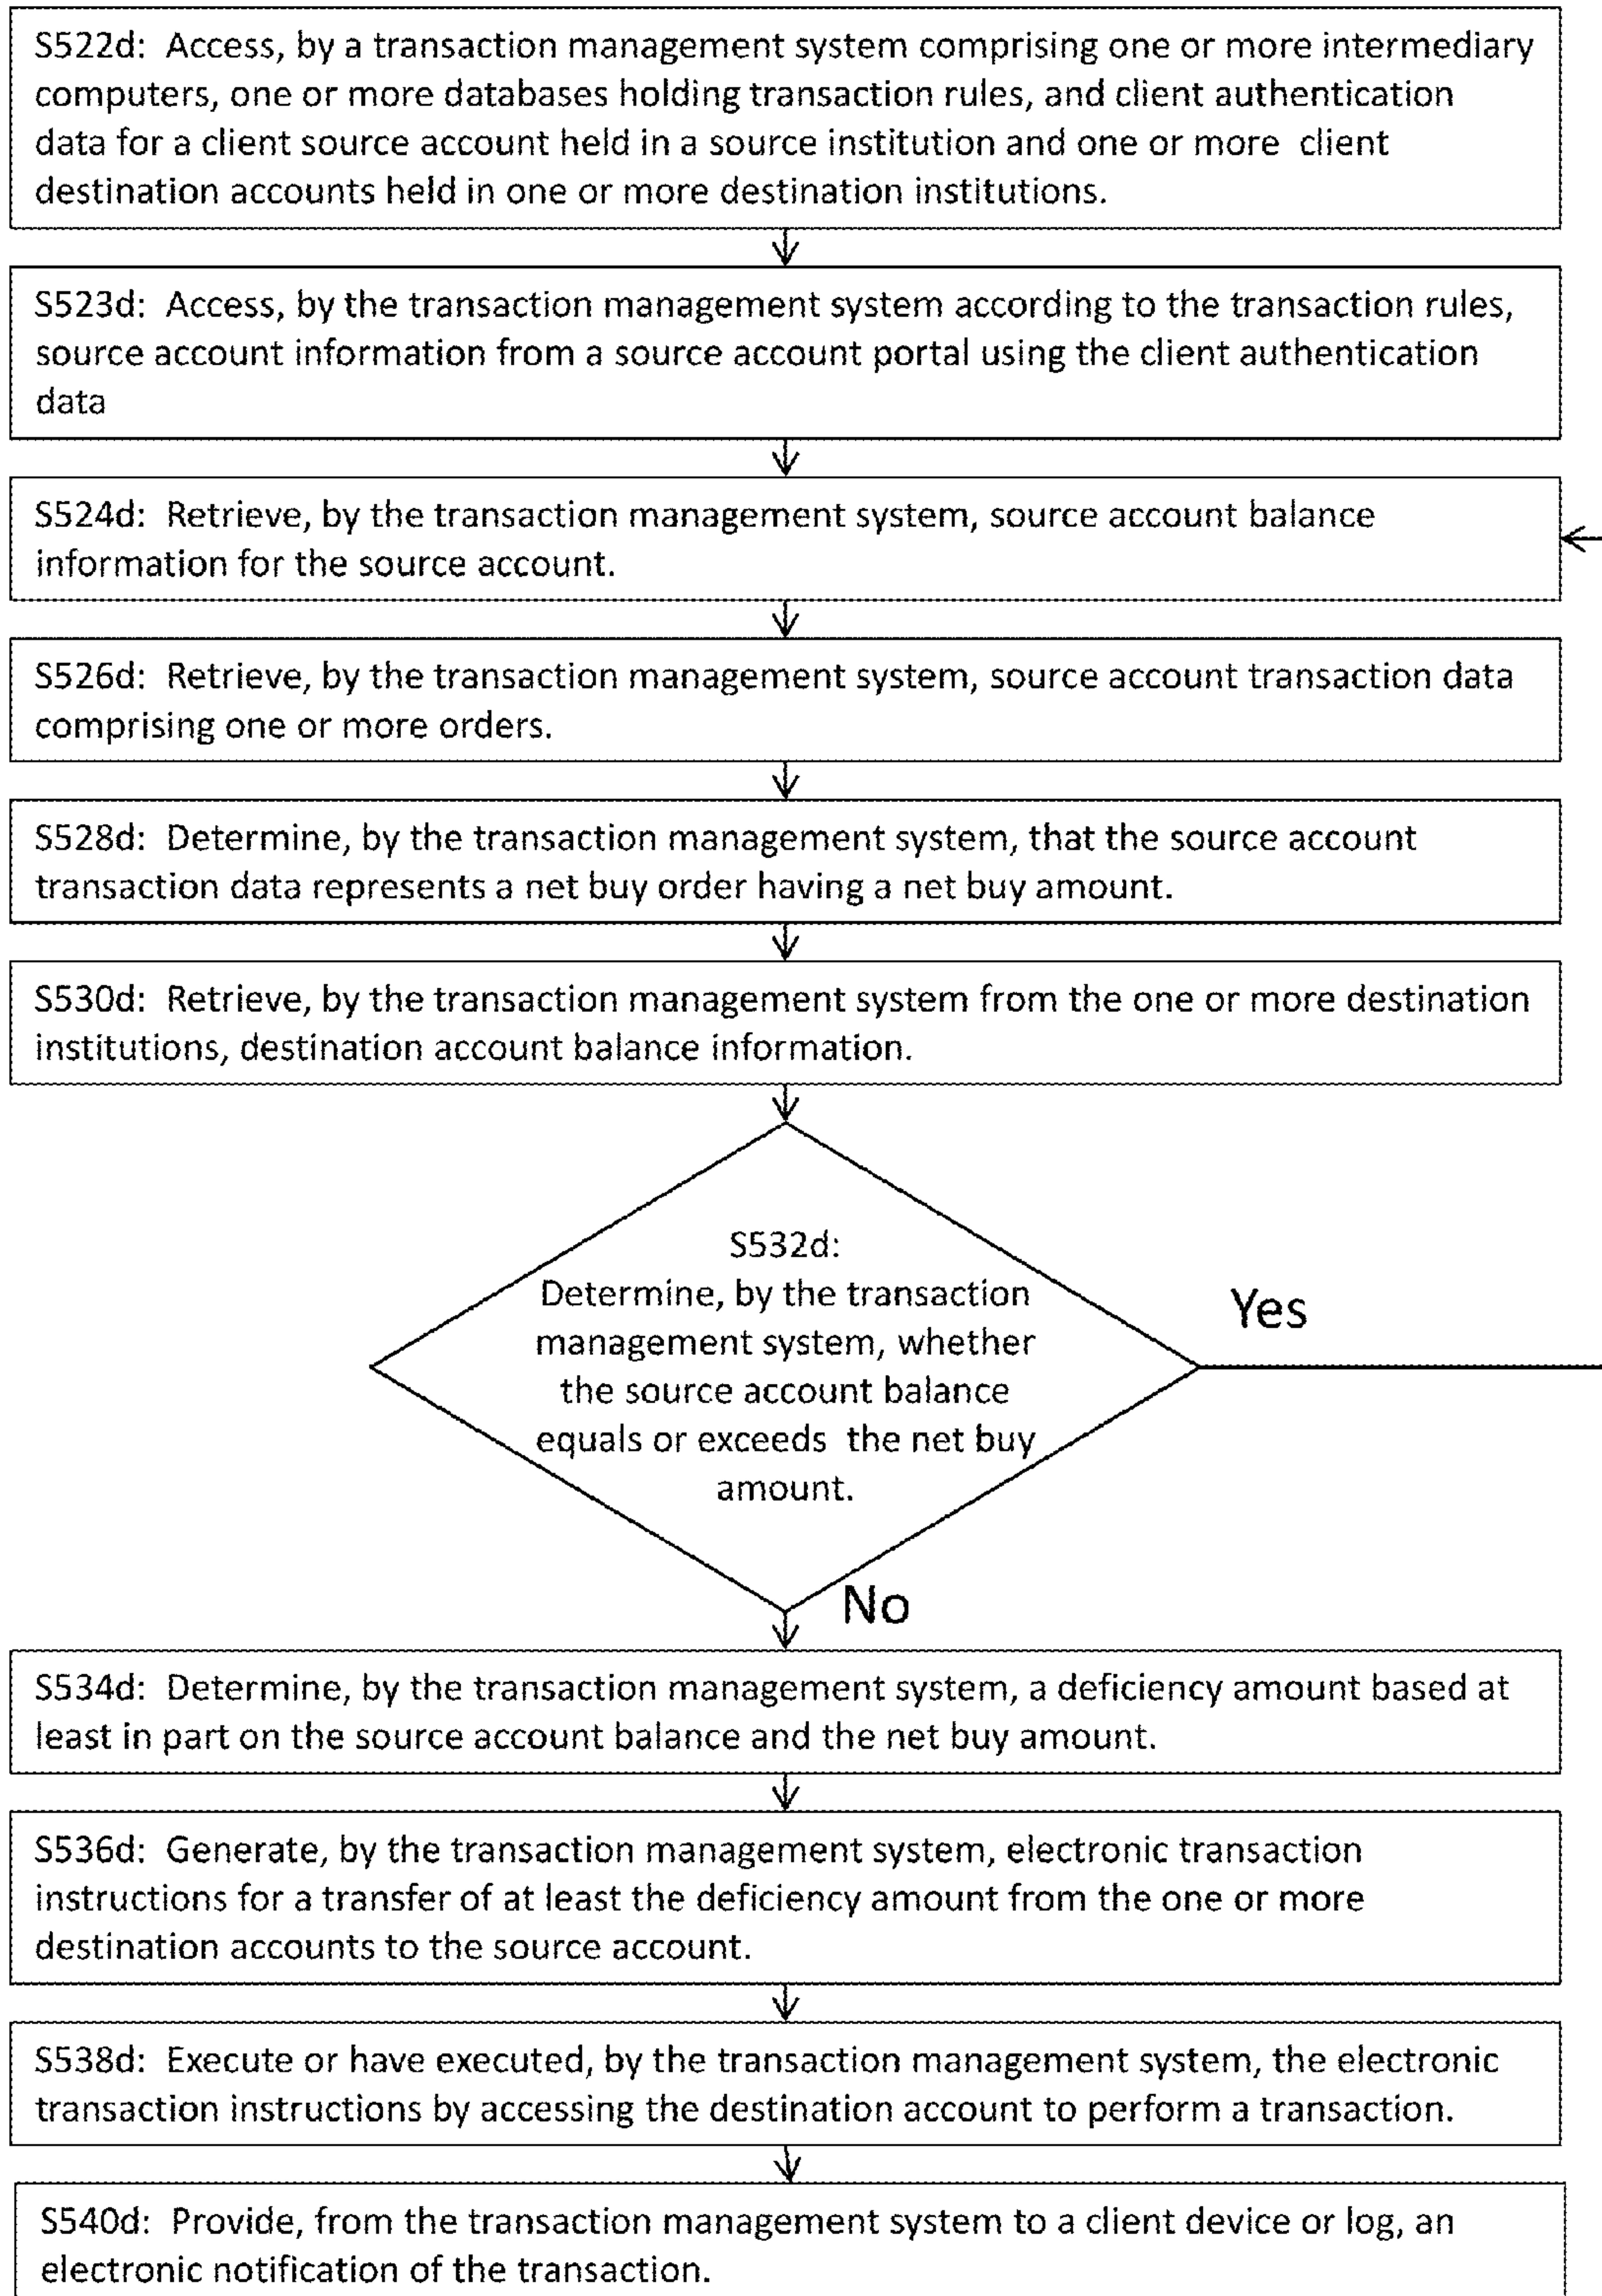 S522d: Access, by a transaction management system comprising one or more intermediary
computers, one or more databases holding transaction rules, and client authentication
data for a client source account held in a source institution and one or more client
destination accounts held in one or more destination institutions.
S523d: Access, by the transaction management system according to the transaction rules,
source account information from a source account portal using the client authentication
data
S524d: Retrieve, by the transaction management system, source account balance
information for the source account.
S526d: Retrieve, by the transaction management system, source account transaction data
comprising one or more orders.
S528d: Determine, by the transaction management system, that the source account
transaction data represents a net buy order having a net buy amount.
S530d: Retrieve, by the transaction management system from the one or more destination
institutions, destination account balance information.
S532d:
Determine, by the transaction
management system, whether
the source account balance
equals or exceeds the net buy
amount.
Yes
No
S534d: Determine, by the transaction management system, a deficiency amount based at
least in part on the source account balance and the net buy amount.
S536d: Generate, by the transaction management system, electronic transaction
instructions for a transfer of at least the deficiency amount from the one or more
destination accounts to the source account.
S538d: Execute or have executed, by the transaction management system, the electronic
transaction instructions by accessing the destination account to perform a transaction.
S540d: Provide, from the transaction management system to a client device or log, an
electronic notification of the transaction.